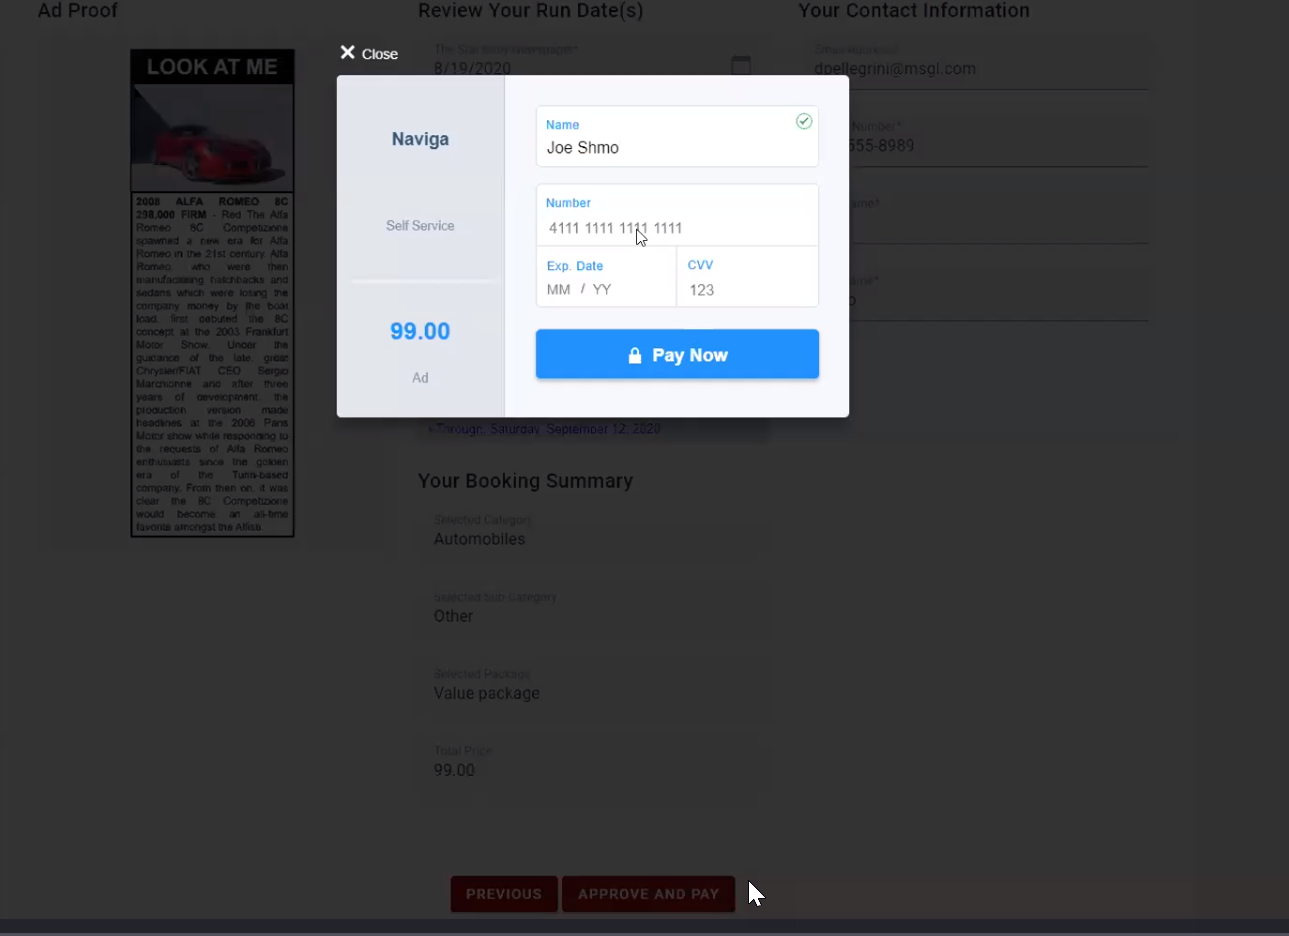 Ad Proof
Review Your Run Date(s)
Your Contact Information
Close
8/19/2020
Email Address*
dpellegrini@msgl.com
Number*
555-8989
LOOK AT ME
2008 ALFA ROMEO 8C
298,000 FIRM - Red The Alfa
Romeo 8C Competizione
spawned a new era for Alfa
Romeo in the 21st century. Alfa
Romeo, who were then
manufacturing hatchbacks and
sedans which were losing the
company money by the boat
load, first debuted the 8C
concept at the 2003 Frankfurt
Motor Show. Under the
guidance of the late, great
Chrysler/FIAT CEO Sergio
Marchionne and after three
years of development, the
production version made
headlines at the 2006 Paris
Motor show while responding to
the requests of Alfa Romeo
enthusiasts since the golden
era of the Turin-based
company. From then on, it was
clear the 8C Competizione
would become an all-time
favorite amongst the Alfisti.
Naviga
Self Service
99.00
Ad
Name
Joe Shmo
Number
4111 1111 1111 1111
Exp. Date
CVV
MM / YY
123
Pay Now
Through, Saturday, September 12, 2020
Your Booking Summary
Selected Category
Automobiles
Selected Sub-Category
Other
Selected Package
Value package
Total Price
99.00
PREVIOUS
APPROVE AND PAY